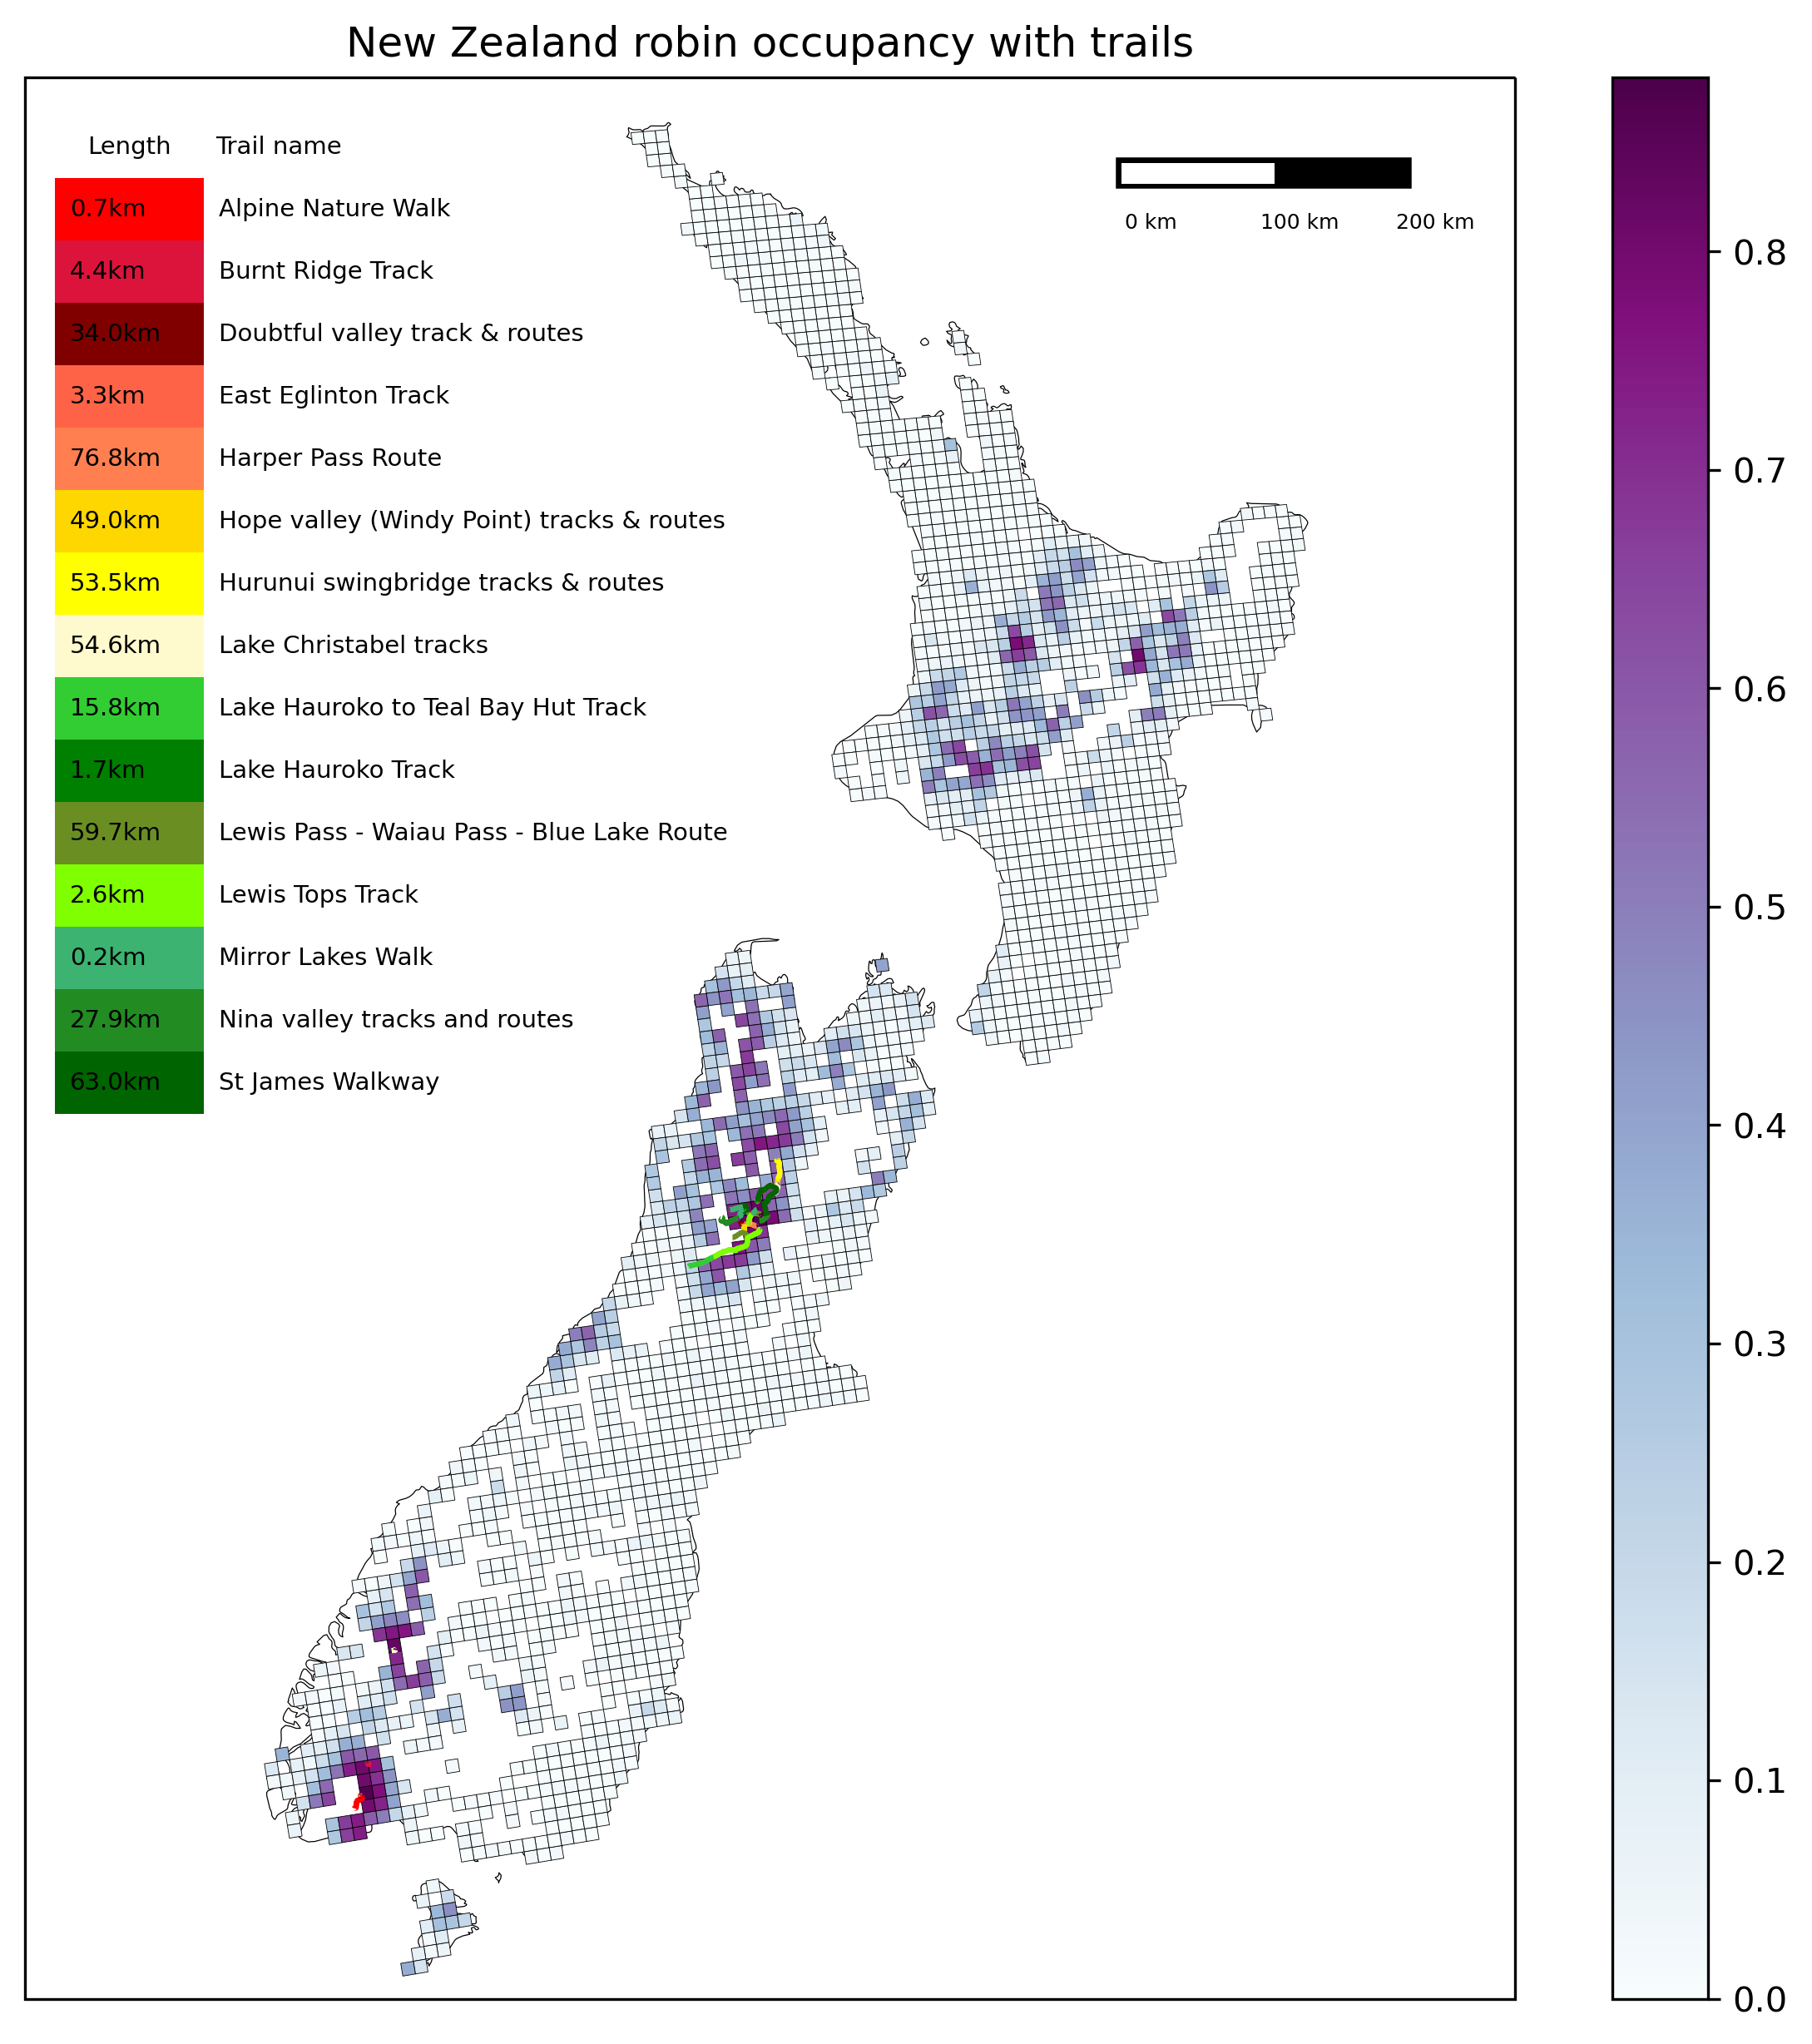 New Zealand robin occupancy with trails
Length Trail name
0.7km Alpine Nature Walk
4.4km Burnt Ridge Track
34.0km Doubtful valley track & routes
3.3km East Eglinton Track
76.8km Harper Pass Route
49.0km Hope valley (Windy Point) tracks & routes
53.5km Hurunui swingbridge tracks & routes
54.6km Lake Christabel tracks
15.8km Lake Hauroko to Teal Bay Hut Track
1.7km Lake Hauroko Track
59.7km Lewis Pass - Waiau Pass - Blue Lake Route
2.6km Lewis Tops Track
0.2km Mirror Lakes Walk
27.9km Nina valley tracks and routes
63.0km St James Walkway
0 km 100 km 200 km
0.8
0.7
0.6
0.5
0.4
0.3
0.2
0.1
0.0